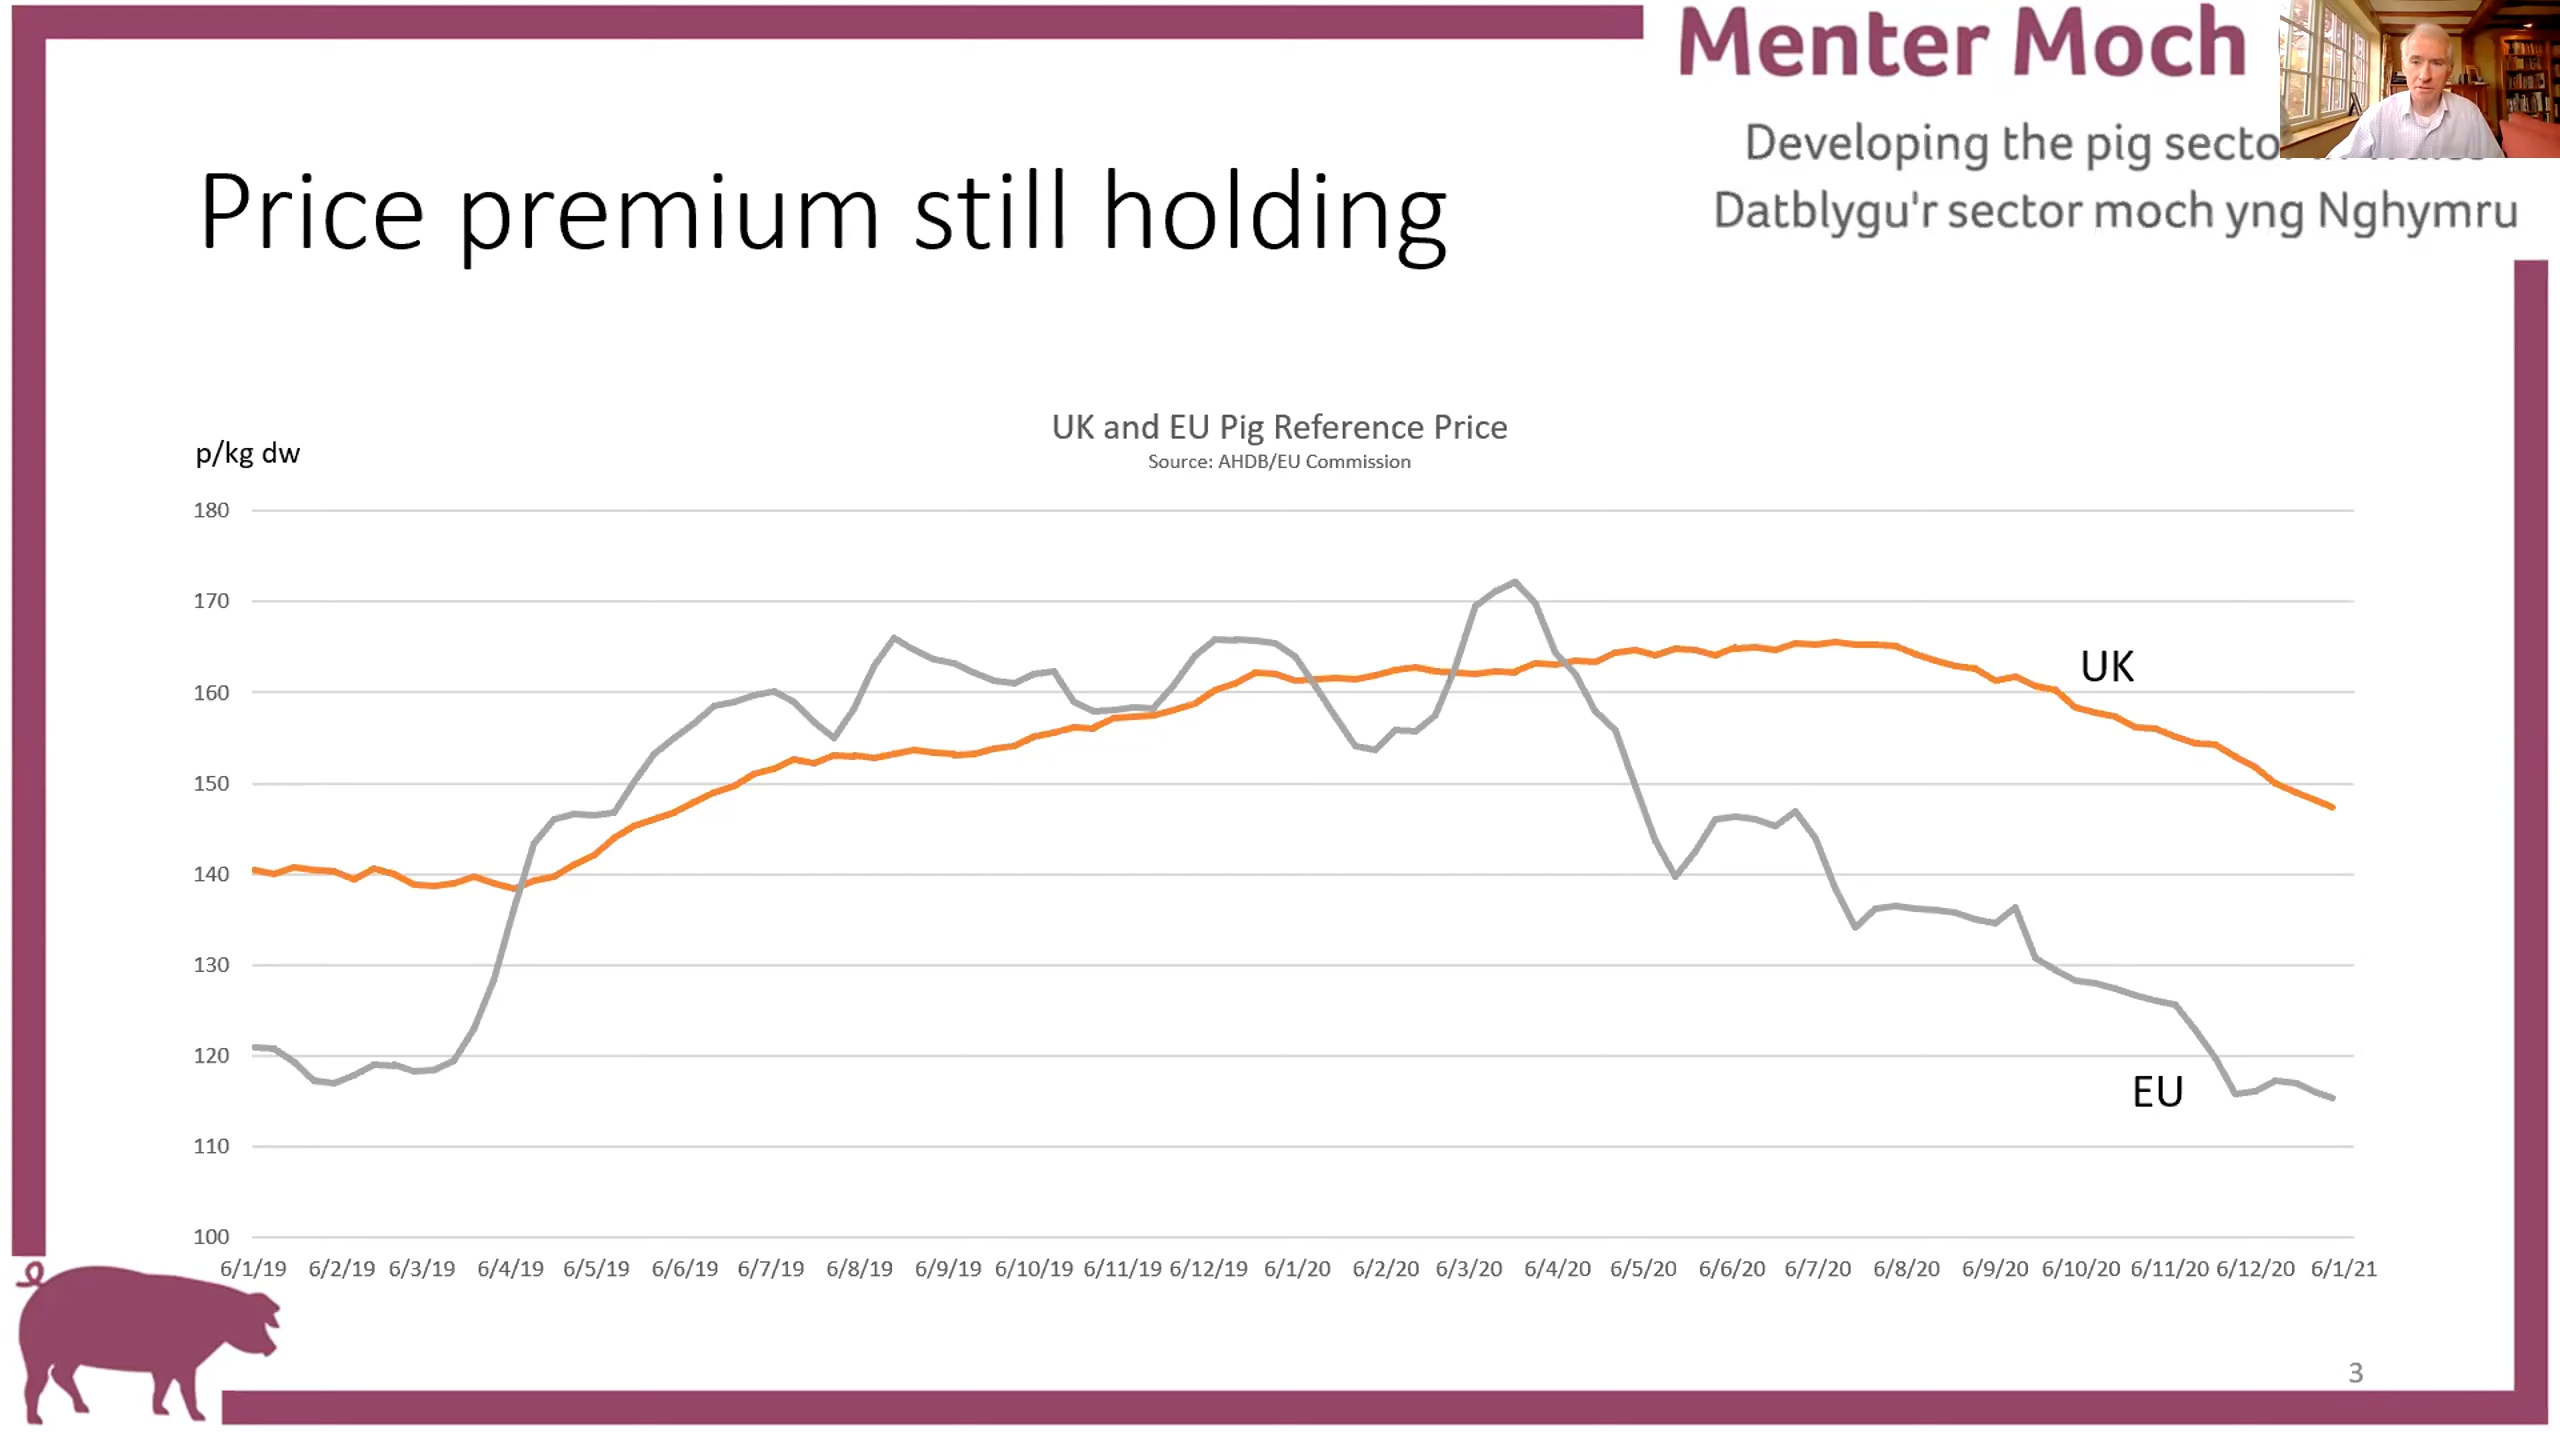 Menter Moch
Developing the pig secto
Datblygu'r sector moch yng Nghymru
Price premium still holding
UK and EU Pig Reference Price
Source: AHDB/EU Commission
p/kg dw
180
170
160
150
140
130
120
110
100
UK
EU
6/1/19 6/2/19 6/3/19 6/4/19 6/5/19 6/6/19 6/7/19 6/8/19 6/9/19 6/10/19 6/11/19 6/12/19 6/1/20 6/2/20 6/3/20 6/4/20 6/5/20 6/6/20 6/7/20 6/8/20 6/9/20 6/10/20 6/11/20 6/12/20 6/1/21
3